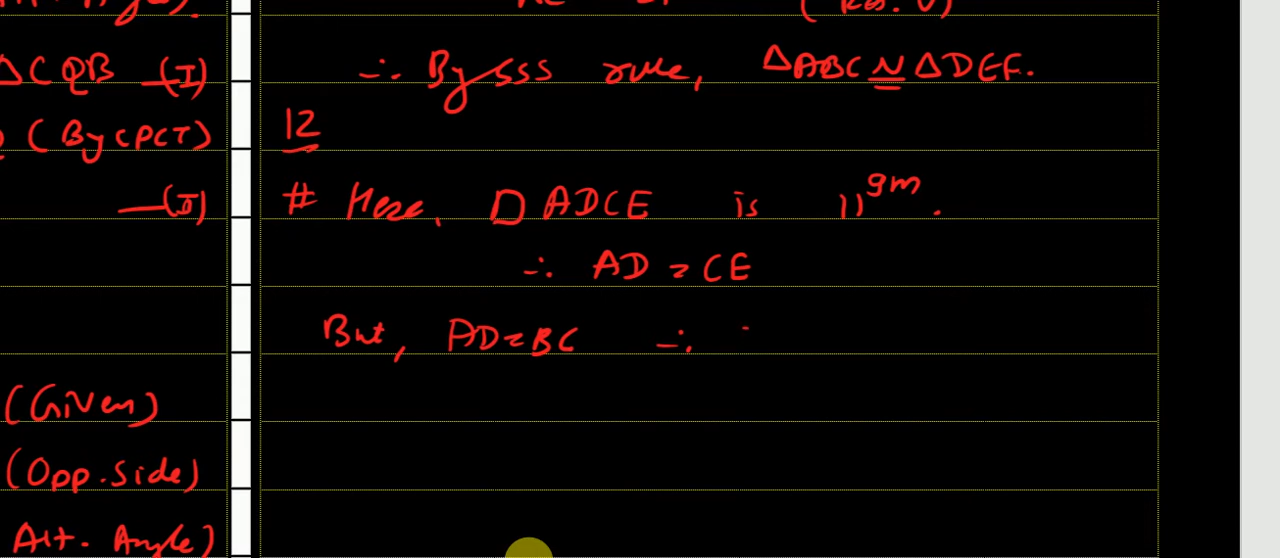 ΔCQB —(I)
(By CPCT)
—(II)
(Given)
(Opp. Side)
Alt. Angle)
∴ By SSS rule, ΔABC ≅ ΔDEF.
12
# Here, □ ADCE is ||gm.
∴ AD = CE
But, AD = BC ∴